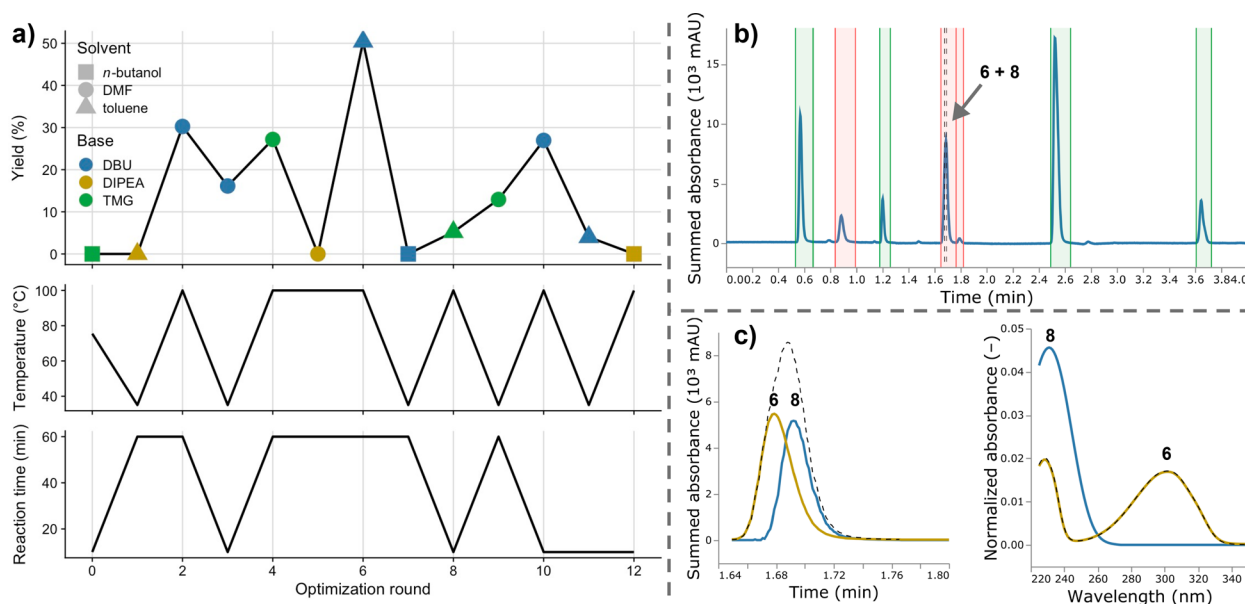 a)
Solvent
n-butanol
DMF
toluene
Base
DBU
DIPEA
TMG
Yield (%)
50
40
30
20
10
0
Temperature (°C)
100
80
60
40
Reaction time (min)
60
40
20
0 2 4 6 8 10 12
Optimization round
b)
Summed absorbance (10³ mAU)
15
10
5
0
6 + 8
0.0 0.2 0.4 0.6 0.8 1.0 1.2 1.4 1.6 1.8 2.0 2.2 2.4 2.6 2.8 3.0 3.2 3.4 3.6 3.8 4.0
Time (min)
c)
Summed absorbance (10³ mAU)
8
6
4
2
0
6 8
1.64 1.68 1.72 1.76 1.80
Time (min)
Normalized absorbance (−)
0.05
0.04
0.03
0.02
0.01
0.00
8
6
220 240 260 280 300 320 340
Wavelength (nm)